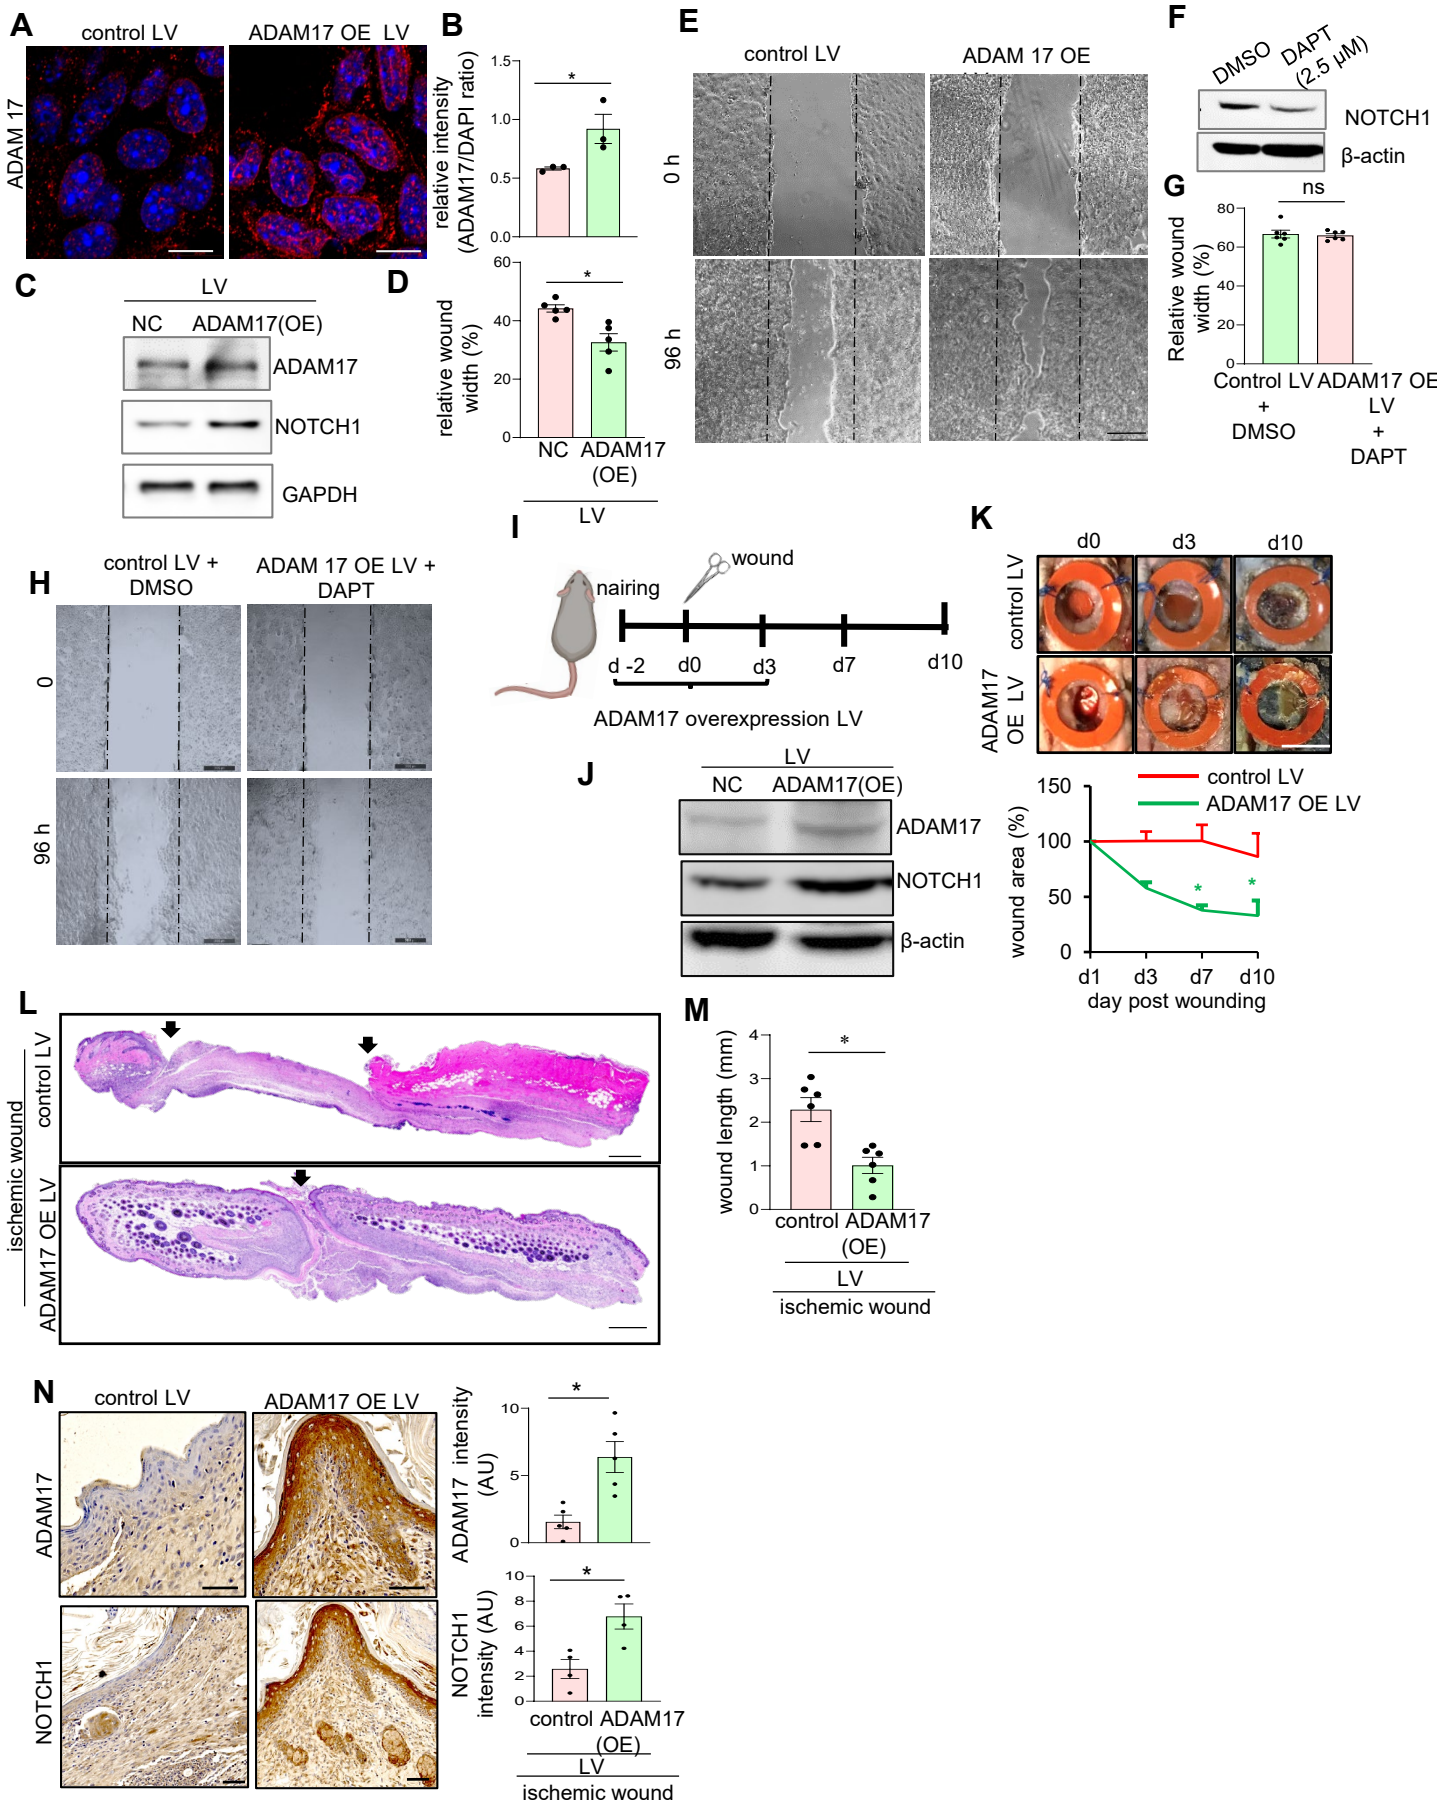 A
control LV
ADAM17 OE LV
ADAM 17
B
relative intensity
(ADAM17/DAPI ratio)
1.5
1.0
0.5
0.0
*
C
LV
NC
ADAM17(OE)
ADAM17
NOTCH1
GAPDH
D
relative wound
width (%)
60
40
20
0
*
NC
ADAM17
(OE)
LV
E
control LV
ADAM 17 OE
0 h
96 h
F
DMSO
DAPT
(2.5 µM)
NOTCH1
β-actin
G
ns
Relative wound
width (%)
80
60
40
20
0
Control LV
+
DMSO
ADAM17 OE
LV
+
DAPT
H
control LV +
DMSO
ADAM 17 OE LV +
DAPT
0
96 h
I
nairing
wound
d -2
d0
d3
d7
d10
ADAM17 overexpression LV
J
LV
NC
ADAM17(OE)
ADAM17
NOTCH1
β-actin
K
d0
d3
d10
control LV
ADAM17
OE LV
control LV
ADAM17 OE LV
wound area (%)
150
100
50
0
*
*
d1
d3
d7
d10
day post wounding
L
ischemic wound
control LV
ADAM17 OE LV
M
wound length (mm)
4
3
2
1
0
*
control
ADAM17
(OE)
LV
ischemic wound
N
control LV
ADAM17 OE LV
ADAM17
NOTCH1
ADAM17 intensity
(AU)
10
5
0
*
NOTCH1
intensity (AU)
10
8
6
4
2
0
*
control
ADAM17
(OE)
LV
ischemic wound